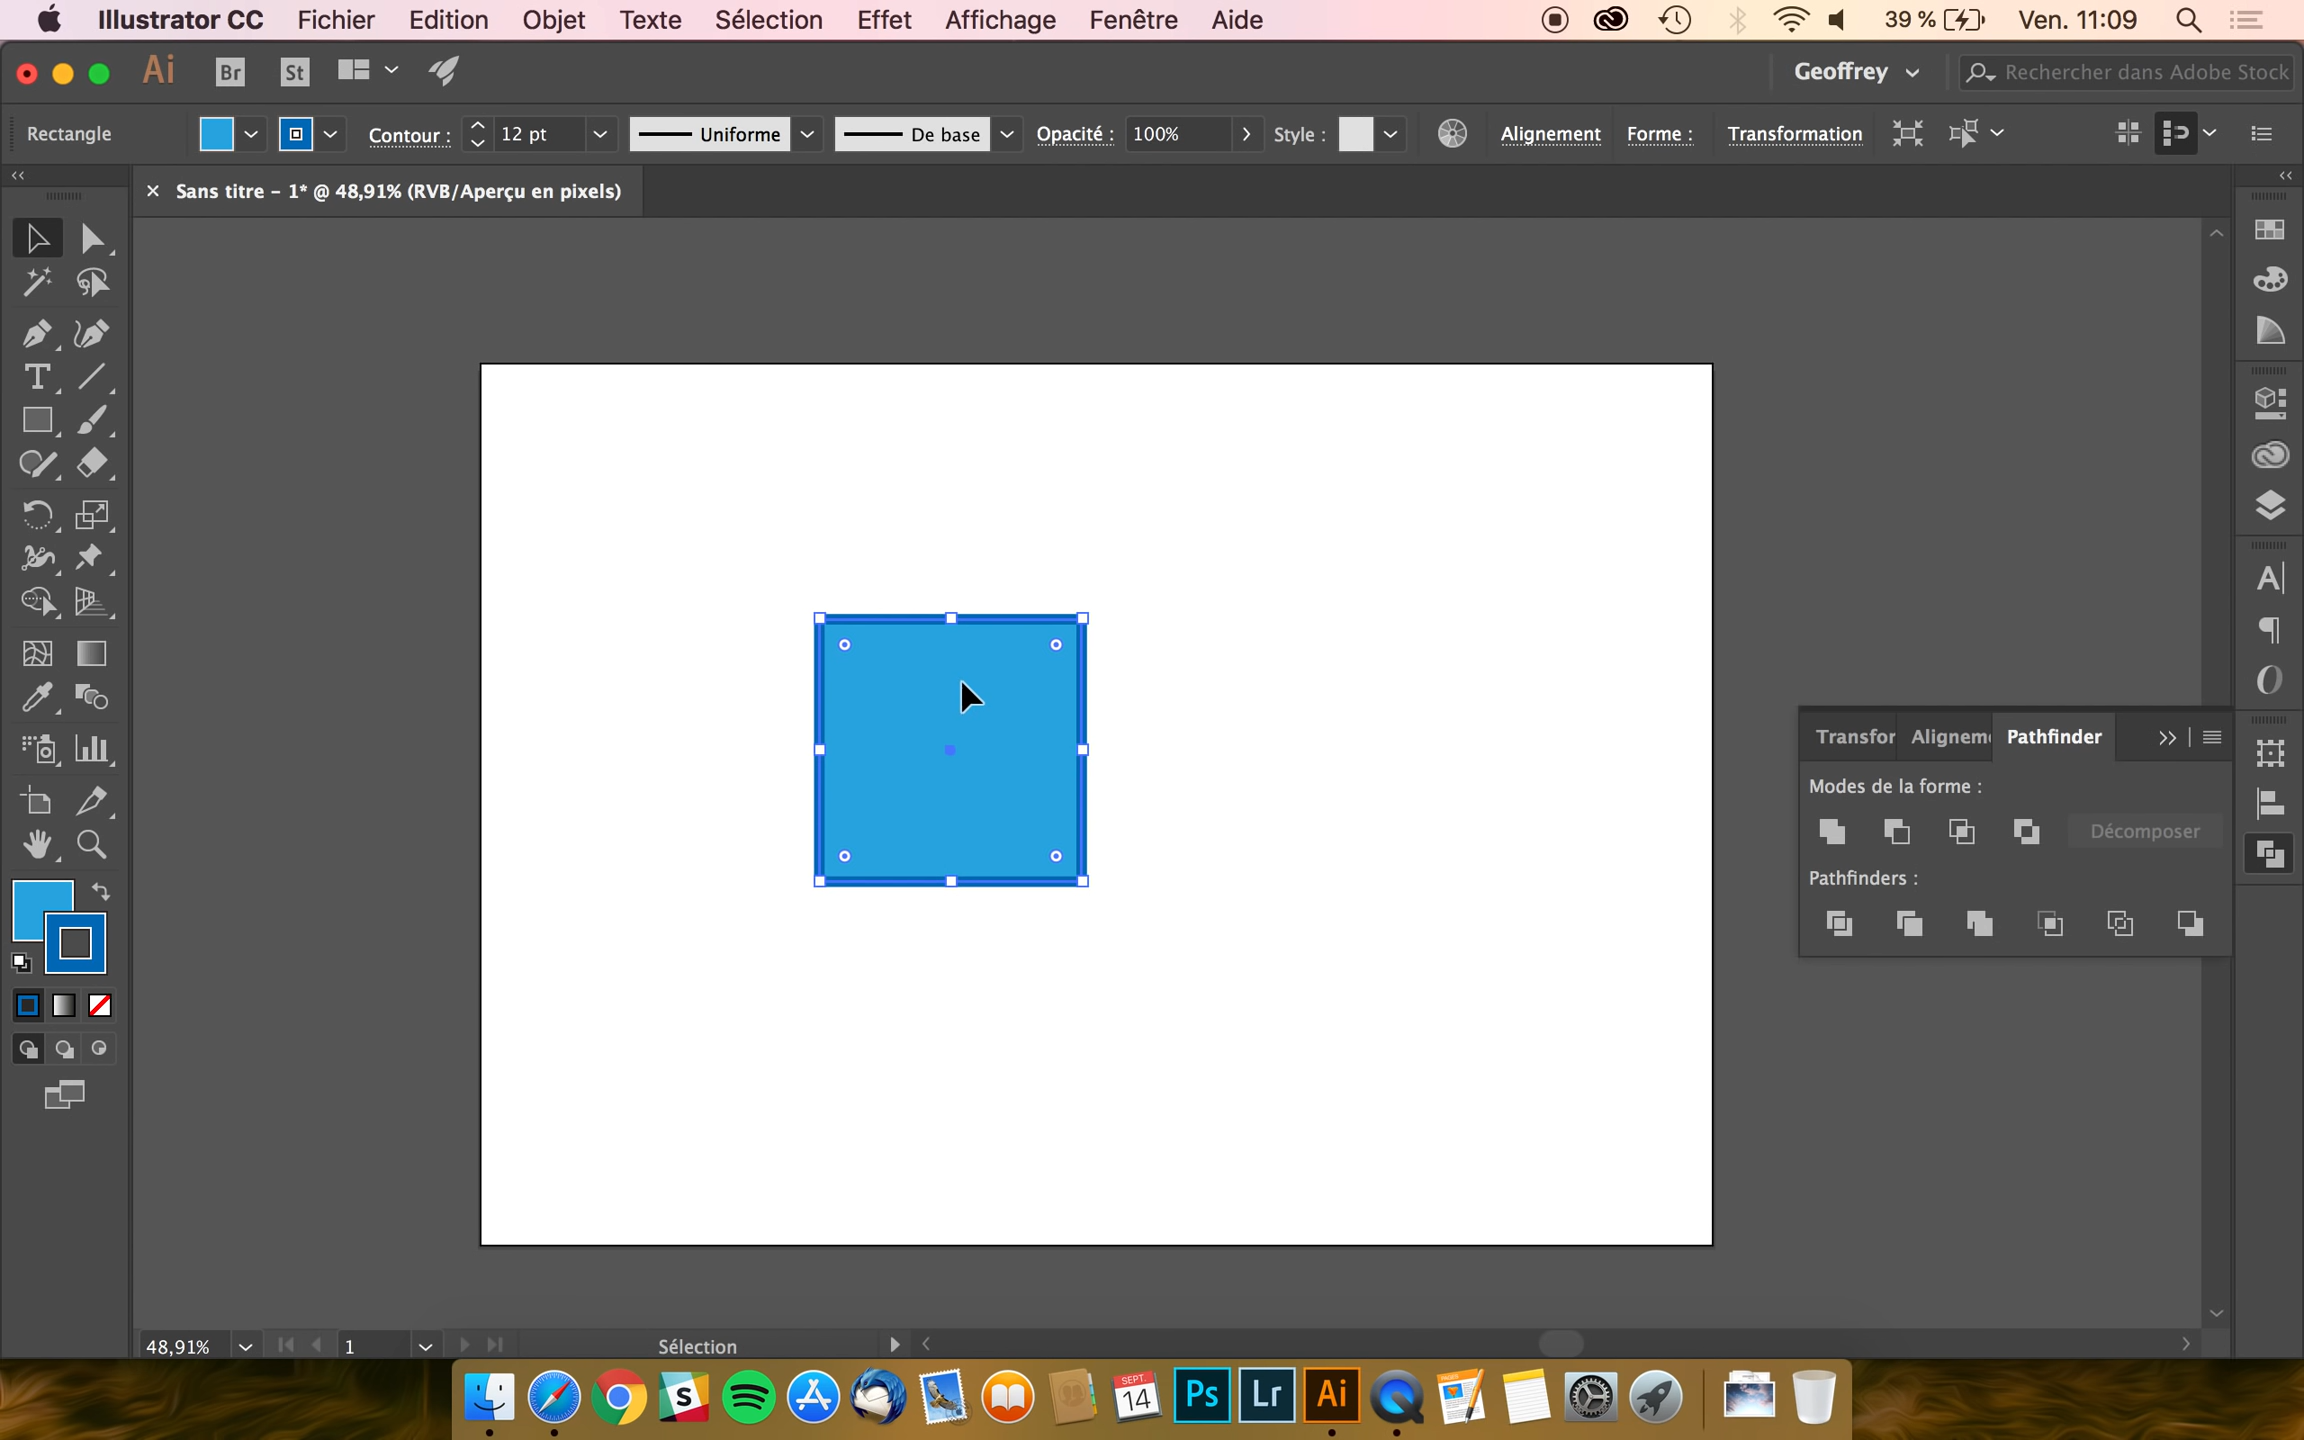 Illustrator CC Fichier Edition Objet Texte Sélection Effet Affichage Fenêtre Aide 39 % Ven. 11:09
Ai Br St Geoffrey Rechercher dans Adobe Stock
Rectangle Contour : 12 pt Uniforme De base Opacité : 100% Style : Alignement Forme : Transformation
Sans titre – 1* @ 48,91% (RVB/Aperçu en pixels)
Transfor Alignem Pathfinder
Modes de la forme :
Décomposer
Pathfinders :
48,91% 1 Sélection
SEPT.
14 Ps Lr Ai